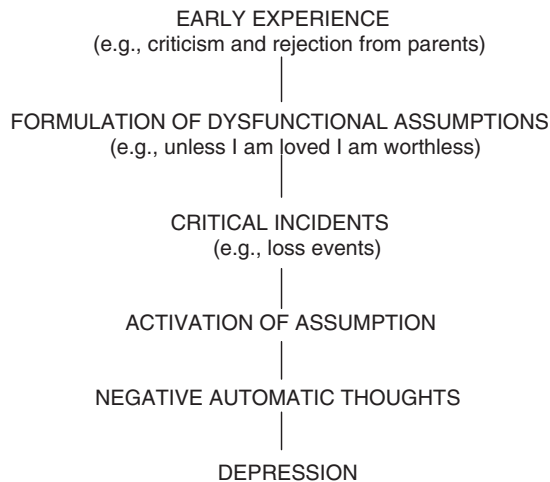 EARLY EXPERIENCE
(e.g., criticism and rejection from parents)
FORMULATION OF DYSFUNCTIONAL ASSUMPTIONS
(e.g., unless I am loved I am worthless)
CRITICAL INCIDENTS
(e.g., loss events)
ACTIVATION OF ASSUMPTION
NEGATIVE AUTOMATIC THOUGHTS
DEPRESSION